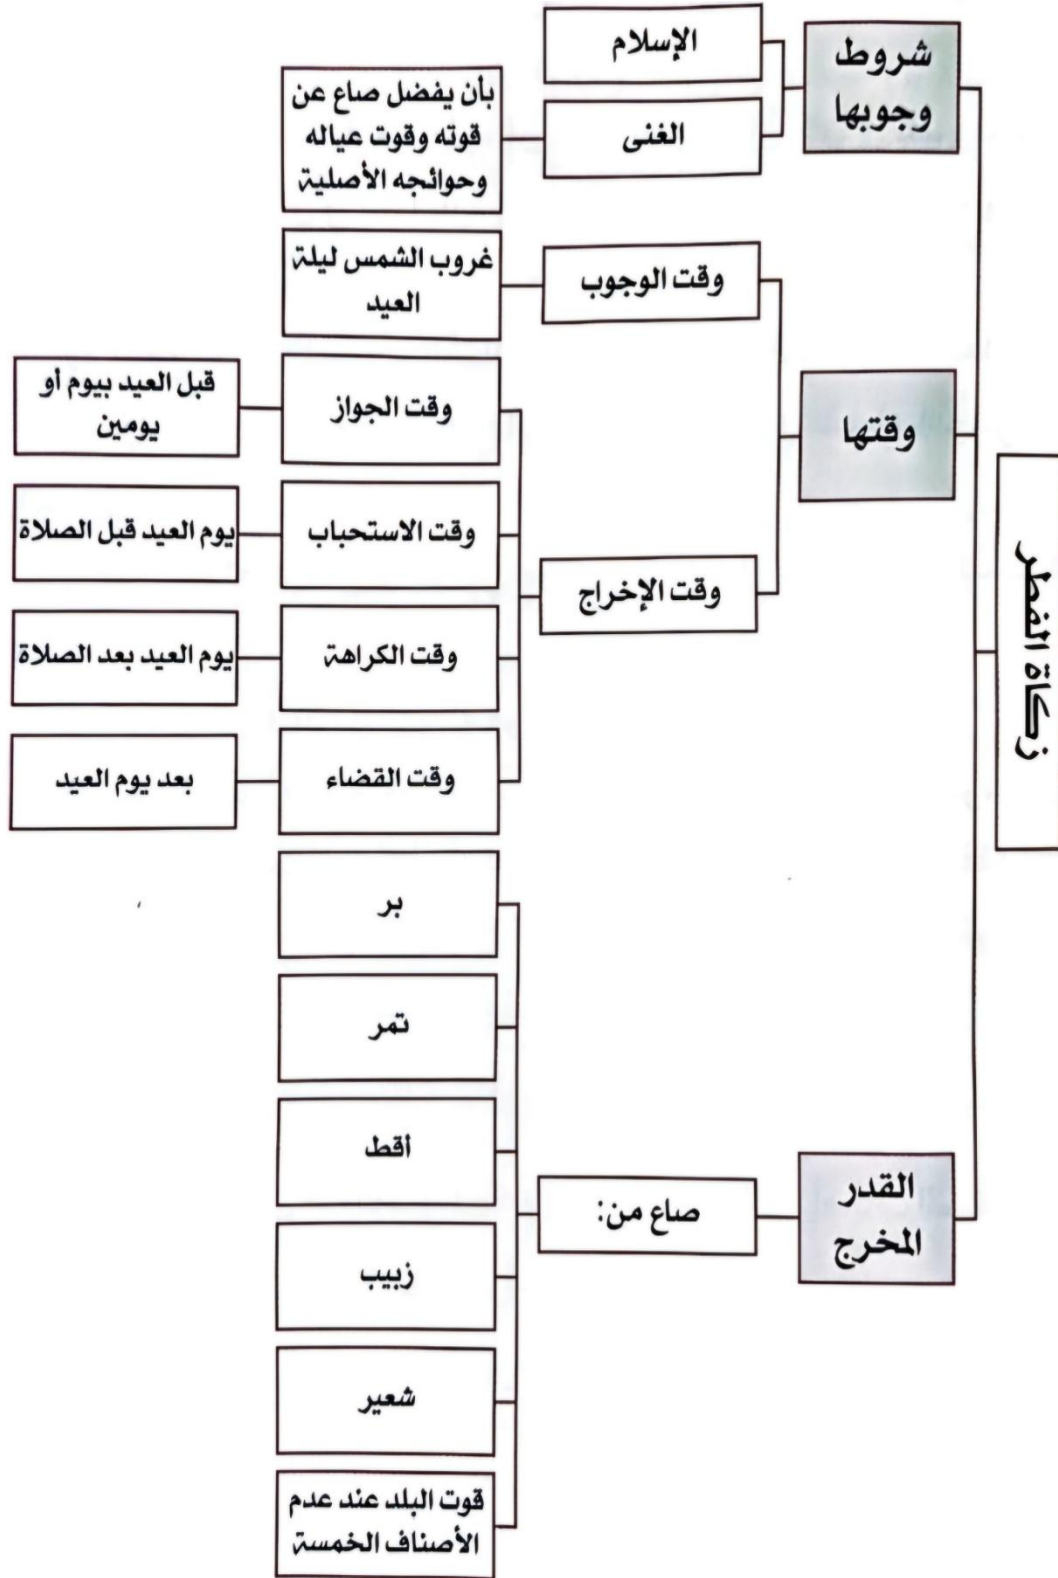 زكاة الفطر
شروط
وجوبها
الإسلام
الغنى
بأن يفضل صاع عن
قوته وقوت عياله
وحوائجه الأصلية
وقتها
وقت الوجوب
غروب الشمس ليلة
العيد
وقت الإخراج
وقت الجواز
قبل العيد بيوم أو
يومين
وقت الاستحباب
يوم العيد قبل الصلاة
وقت الكراهة
يوم العيد بعد الصلاة
وقت القضاء
بعد يوم العيد
القدر
المخرج
صاع من:
بر
تمر
أقط
زبيب
شعير
قوت البلد عند عدم
الأصناف الخمسة